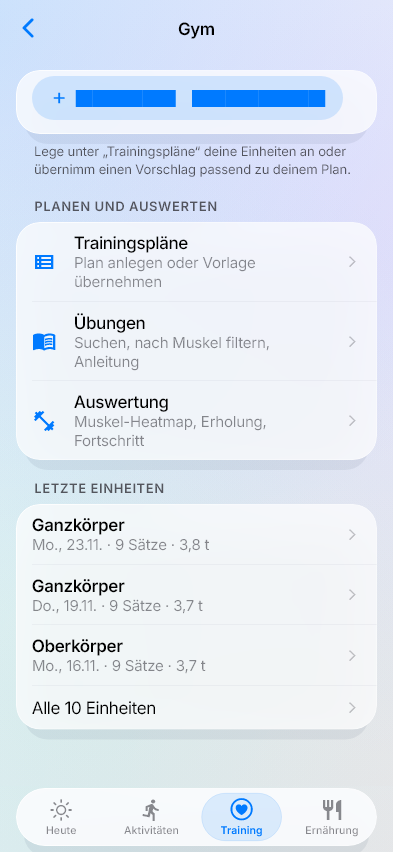 Gym
+
Lege unter „Trainingspläne“ deine Einheiten an oder
übernimm einen Vorschlag passend zu deinem Plan.
PLANEN UND AUSWERTEN
Trainingspläne
Plan anlegen oder Vorlage
übernehmen
Übungen
Suchen, nach Muskel filtern,
Anleitung
Auswertung
Muskel-Heatmap, Erholung,
Fortschritt
LETZTE EINHEITEN
Ganzkörper
Mo., 23.11. · 9 Sätze · 3,8 t
Ganzkörper
Do., 19.11. · 9 Sätze · 3,7 t
Oberkörper
Mo., 16.11. · 9 Sätze · 3,7 t
Alle 10 Einheiten
Heute Aktivitäten Training Ernährung